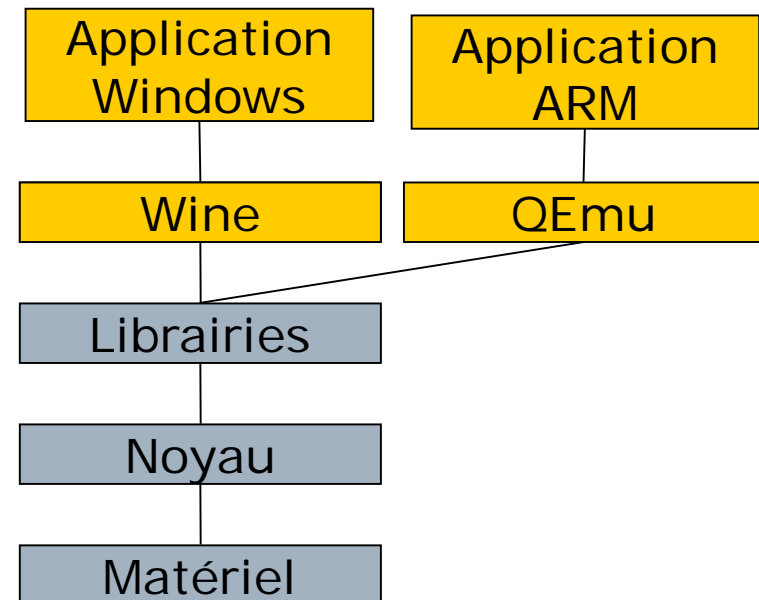 Application
Windows
Application
ARM
Wine
QEmu
Librairies
Noyau
Matériel